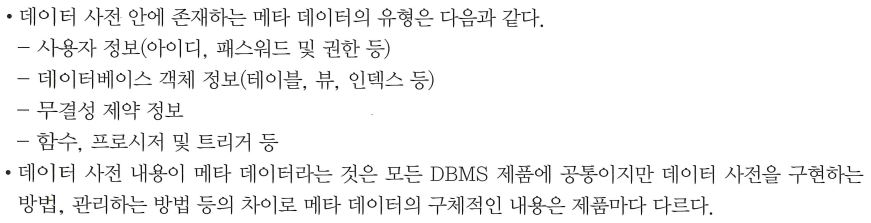 • 데이터 사전 안에 존재하는 메타 데이터의 유형은 다음과 같다.
− 사용자 정보(아이디, 패스워드 및 권한 등)
− 데이터베이스 객체 정보(테이블, 뷰, 인덱스 등)
− 무결성 제약 정보
− 함수, 프로시저 및 트리거 등
• 데이터 사전 내용이 메타 데이터라는 것은 모든 DBMS 제품에 공통이지만 데이터 사전을 구현하는
방법, 관리하는 방법 등의 차이로 메타 데이터의 구체적인 내용은 제품마다 다르다.